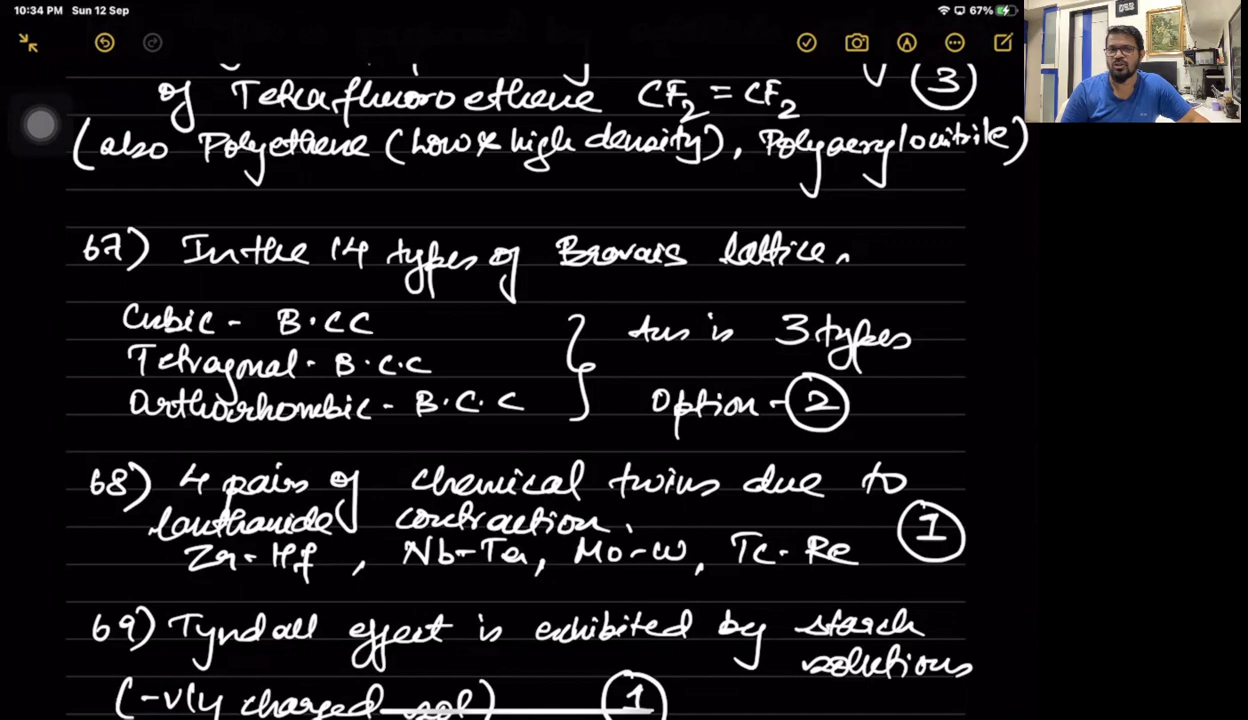 10:34 PM Sun 12 Sep
67%
of Tetrafluoroethene CF2 = CF2 (3)
(also Polyethene (Low & high density), Polyacrylonitrile)
67) In the 14 types of Bravais lattice.
Cubic - B.CC
Tetragonal - B.C.C
Orthorhombic - B.C.C
Ans is 3 types
Option - (2)
68) 4 pairs of chemical twins due to
lanthanide contraction.
Zr-Hf, Nb-Ta, Mo-W, Tc-Re (1)
69) Tyndall effect is exhibited by starch
solutions
(-vly charged sol) (1)